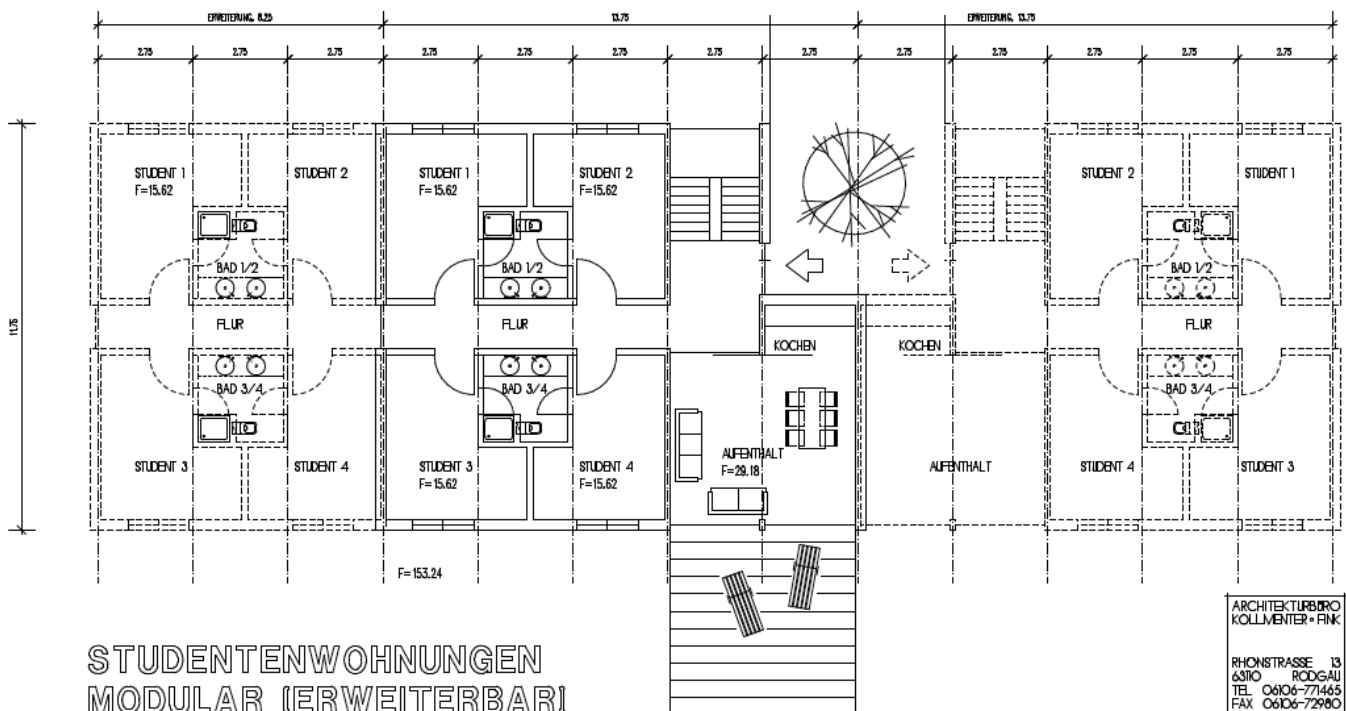 ERWEITERUNG, 8.25 13.75 ERWEITERUNG, 13.75
2.75 2.75 2.75 2.75 2.75 2.75 2.75 2.75 2.75 2.75 2.75 2.75 2.75
11.75
STUDENT 1 STUDENT 2 STUDENT 1 STUDENT 2 STUDENT 2 STUDENT 1
F=15.62 F=15.62 F=15.62
BAD 1/2 BAD 1/2 BAD 1/2
FLUR FLUR FLUR
KOCHEN KOCHEN
BAD 3/4 BAD 3/4 BAD 3/4
AUFENTHALT
F=29.18
STUDENT 3 STUDENT 4 STUDENT 3 STUDENT 4 AUFENTHALT STUDENT 4 STUDENT 3
F=15.62 F=15.62
F=153.24
STUDENTENWOHNUNGEN
MODULAR (ERWEITERBAR)
ARCHITEKTURBÜRO
KOLLMENTER + FINK
RHÖNSTRASSE 13
63110 RODGAU
TEL 06106-771465
FAX 06106-72980